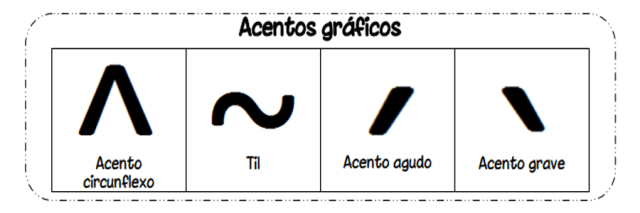 Acentos gráficos
^
~
´
`
Acento
circunflexo
Til
Acento agudo
Acento grave